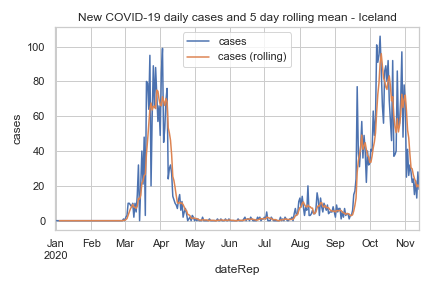 New COVID-19 daily cases and 5 day rolling mean - Iceland
cases
cases (rolling)
100
80
60
40
20
0
cases
Jan Feb Mar Apr May Jun Jul Aug Sep Oct Nov
2020
dateRep